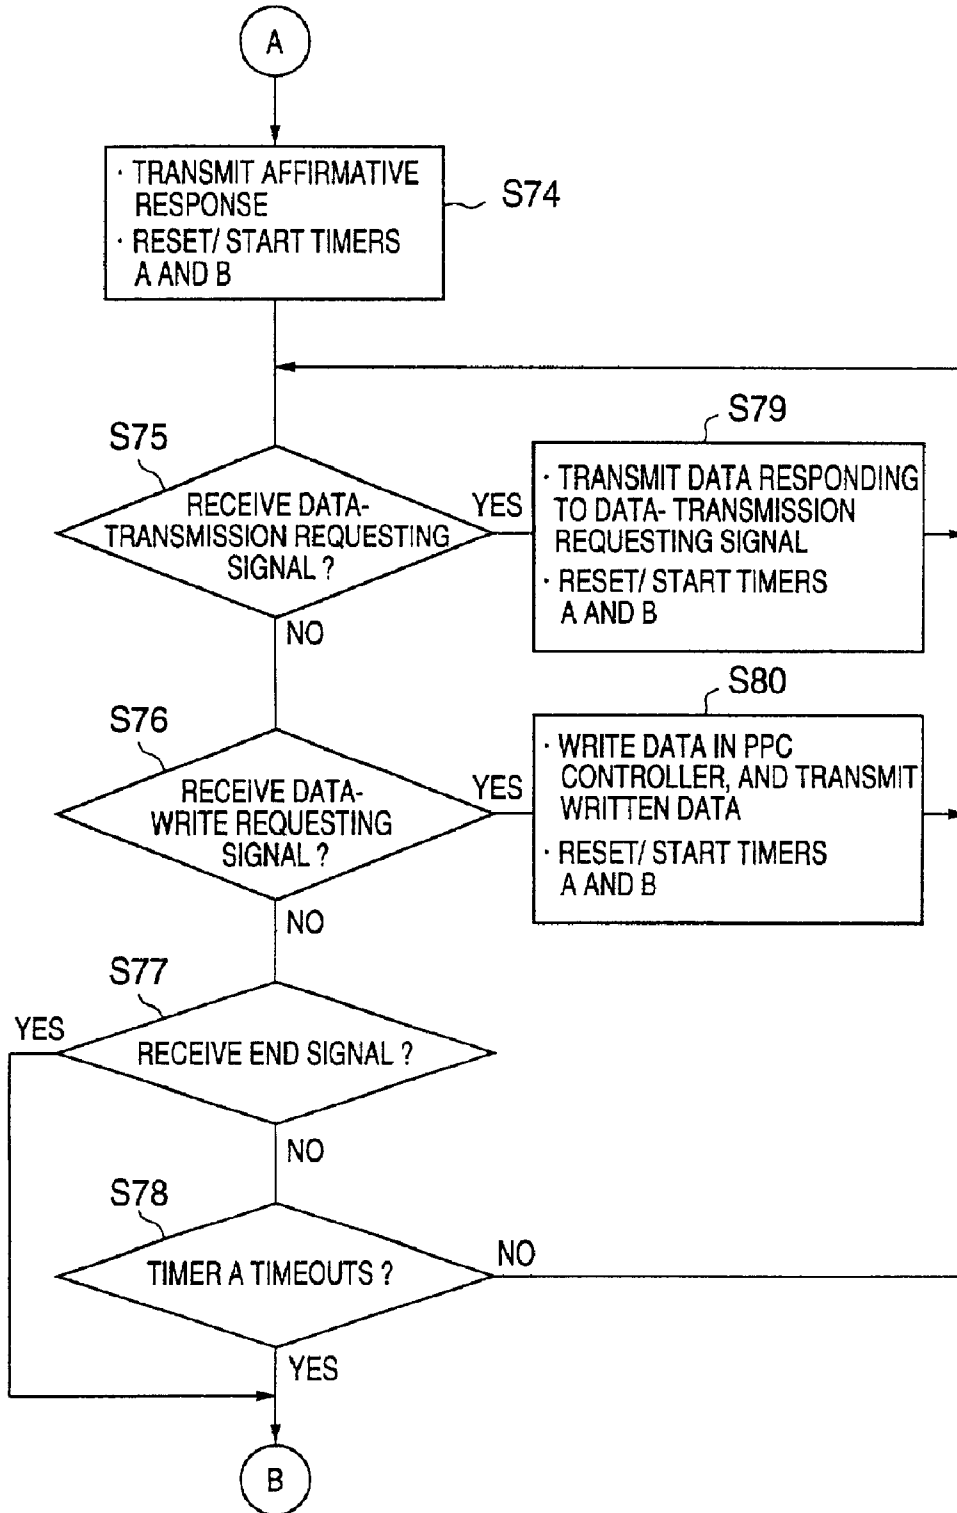 A
· TRANSMIT AFFIRMATIVE
RESPONSE
· RESET/ START TIMERS
A AND B
S74
S75
RECEIVE DATA-
TRANSMISSION REQUESTING
SIGNAL ?
YES
NO
S79
· TRANSMIT DATA RESPONDING
TO DATA- TRANSMISSION
REQUESTING SIGNAL
· RESET/ START TIMERS
A AND B
S76
RECEIVE DATA-
WRITE REQUESTING
SIGNAL ?
YES
NO
S80
· WRITE DATA IN PPC
CONTROLLER, AND TRANSMIT
WRITTEN DATA
· RESET/ START TIMERS
A AND B
S77
YES
RECEIVE END SIGNAL ?
NO
S78
TIMER A TIMEOUTS ?
NO
YES
B